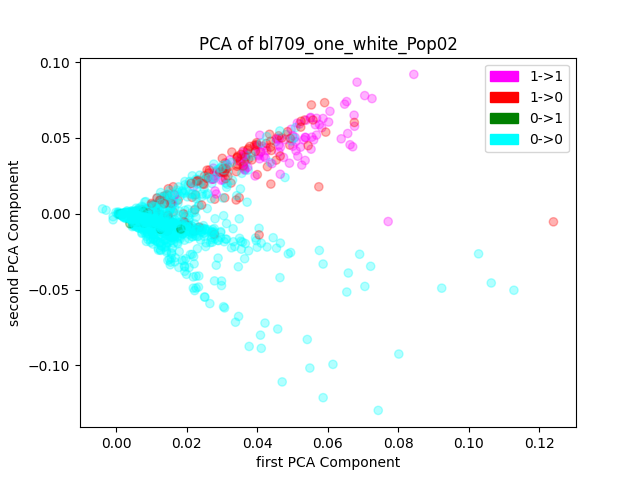 PCA of bl709_one_white_Pop02
1->1
1->0
0->1
0->0
0.10
0.05
0.00
−0.05
−0.10
second PCA Component
0.00 0.02 0.04 0.06 0.08 0.10 0.12
first PCA Component